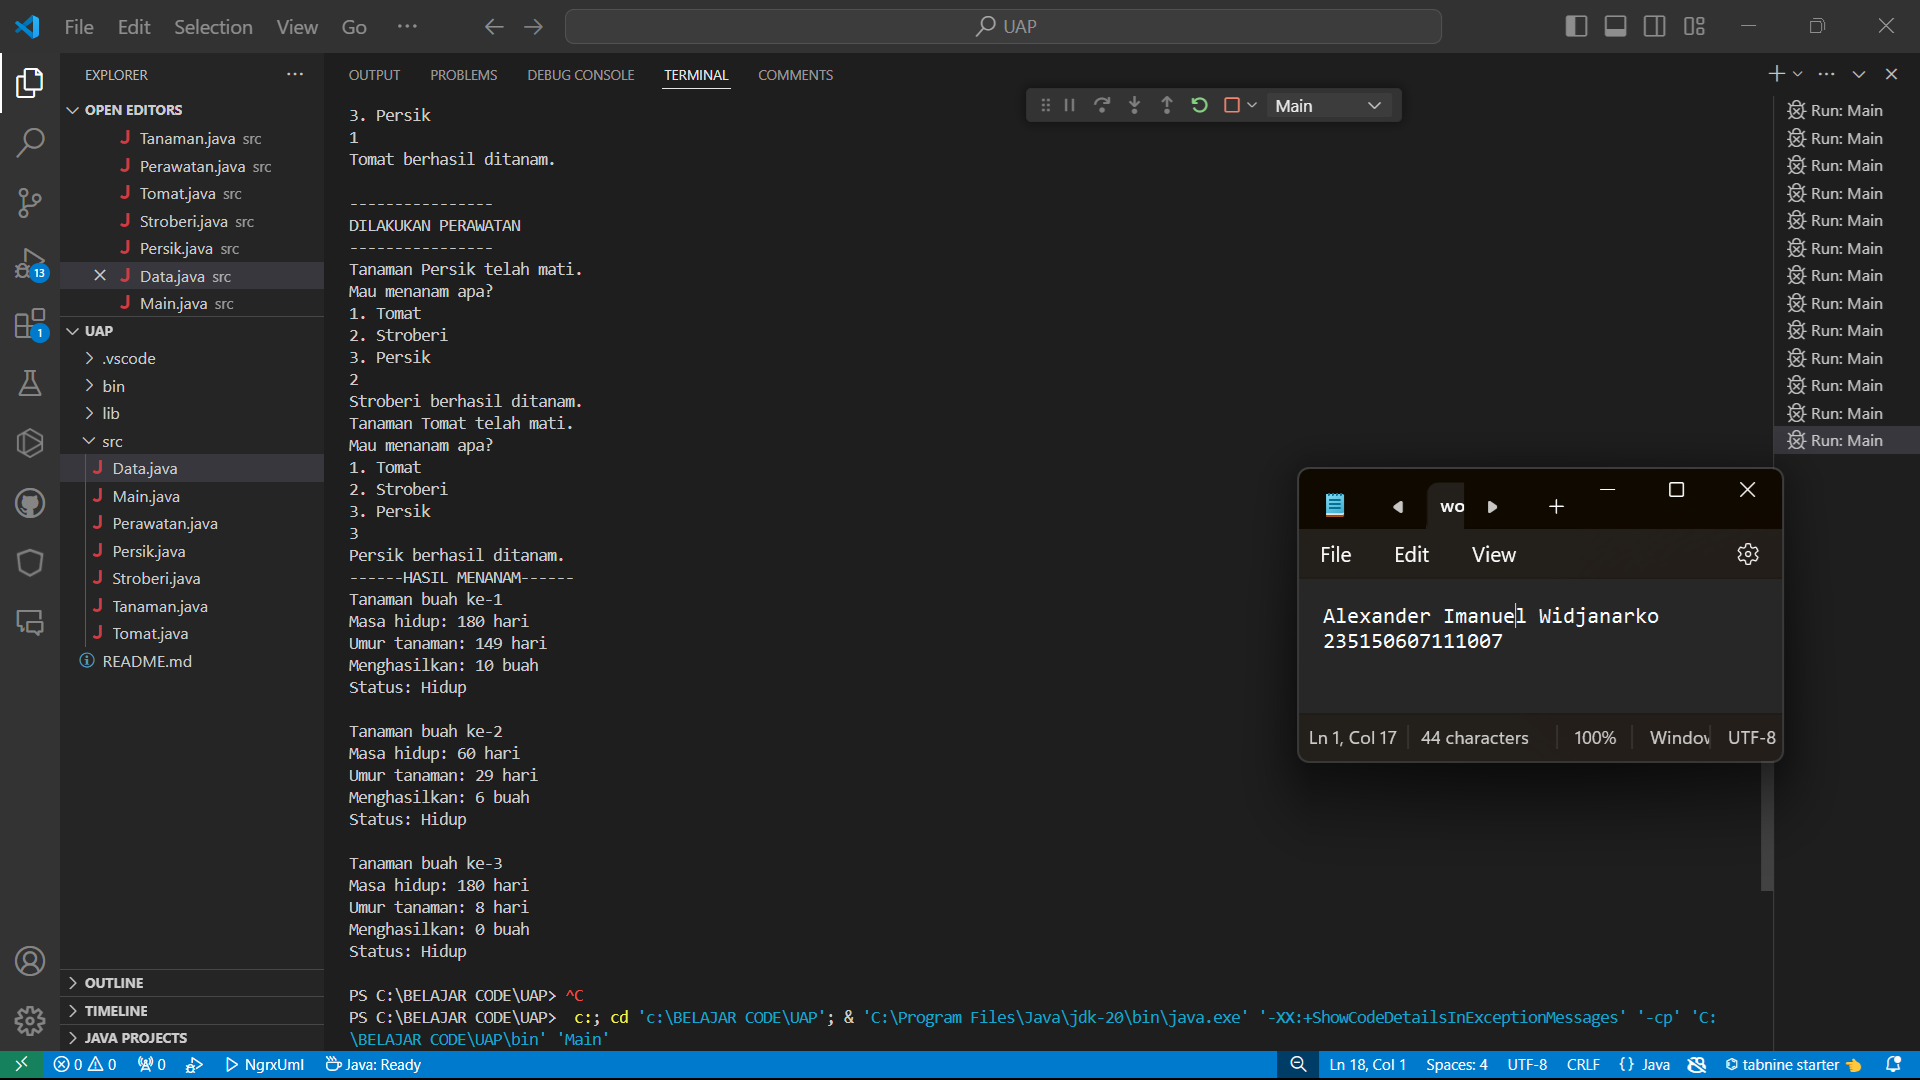 File Edit Selection View Go ···
UAP
EXPLORER ···
OPEN EDITORS
Tanaman.java src
Perawatan.java src
Tomat.java src
Stroberi.java src
Persik.java src
Data.java src
Main.java src
UAP
.vscode
bin
lib
src
Data.java
Main.java
Perawatan.java
Persik.java
Stroberi.java
Tanaman.java
Tomat.java
README.md
OUTLINE
TIMELINE
JAVA PROJECTS
13
1
OUTPUT PROBLEMS DEBUG CONSOLE TERMINAL COMMENTS
Main
3. Persik
1
Tomat berhasil ditanam.
----------------
DILAKUKAN PERAWATAN
----------------
Tanaman Persik telah mati.
Mau menanam apa?
1. Tomat
2. Stroberi
3. Persik
2
Stroberi berhasil ditanam.
Tanaman Tomat telah mati.
Mau menanam apa?
1. Tomat
2. Stroberi
3. Persik
3
Persik berhasil ditanam.
------HASIL MENANAM------
Tanaman buah ke-1
Masa hidup: 180 hari
Umur tanaman: 149 hari
Menghasilkan: 10 buah
Status: Hidup
Tanaman buah ke-2
Masa hidup: 60 hari
Umur tanaman: 29 hari
Menghasilkan: 6 buah
Status: Hidup
Tanaman buah ke-3
Masa hidup: 180 hari
Umur tanaman: 8 hari
Menghasilkan: 0 buah
Status: Hidup
PS C:\BELAJAR CODE\UAP> ^C
PS C:\BELAJAR CODE\UAP>  c:; cd 'c:\BELAJAR CODE\UAP'; & 'C:\Program Files\Java\jdk-20\bin\java.exe' '-XX:+ShowCodeDetailsInExceptionMessages' '-cp' 'C:
\BELAJAR CODE\UAP\bin' 'Main'
Run: Main
Run: Main
Run: Main
Run: Main
Run: Main
Run: Main
Run: Main
Run: Main
Run: Main
Run: Main
Run: Main
Run: Main
Run: Main
wo
File Edit View
Alexander Imanuel Widjanarko
235150607111007
Ln 1, Col 17 44 characters 100% Window UTF-8
0 0 0 NgrxUml Java: Ready Ln 18, Col 1 Spaces: 4 UTF-8 CRLF {} Java tabnine starter